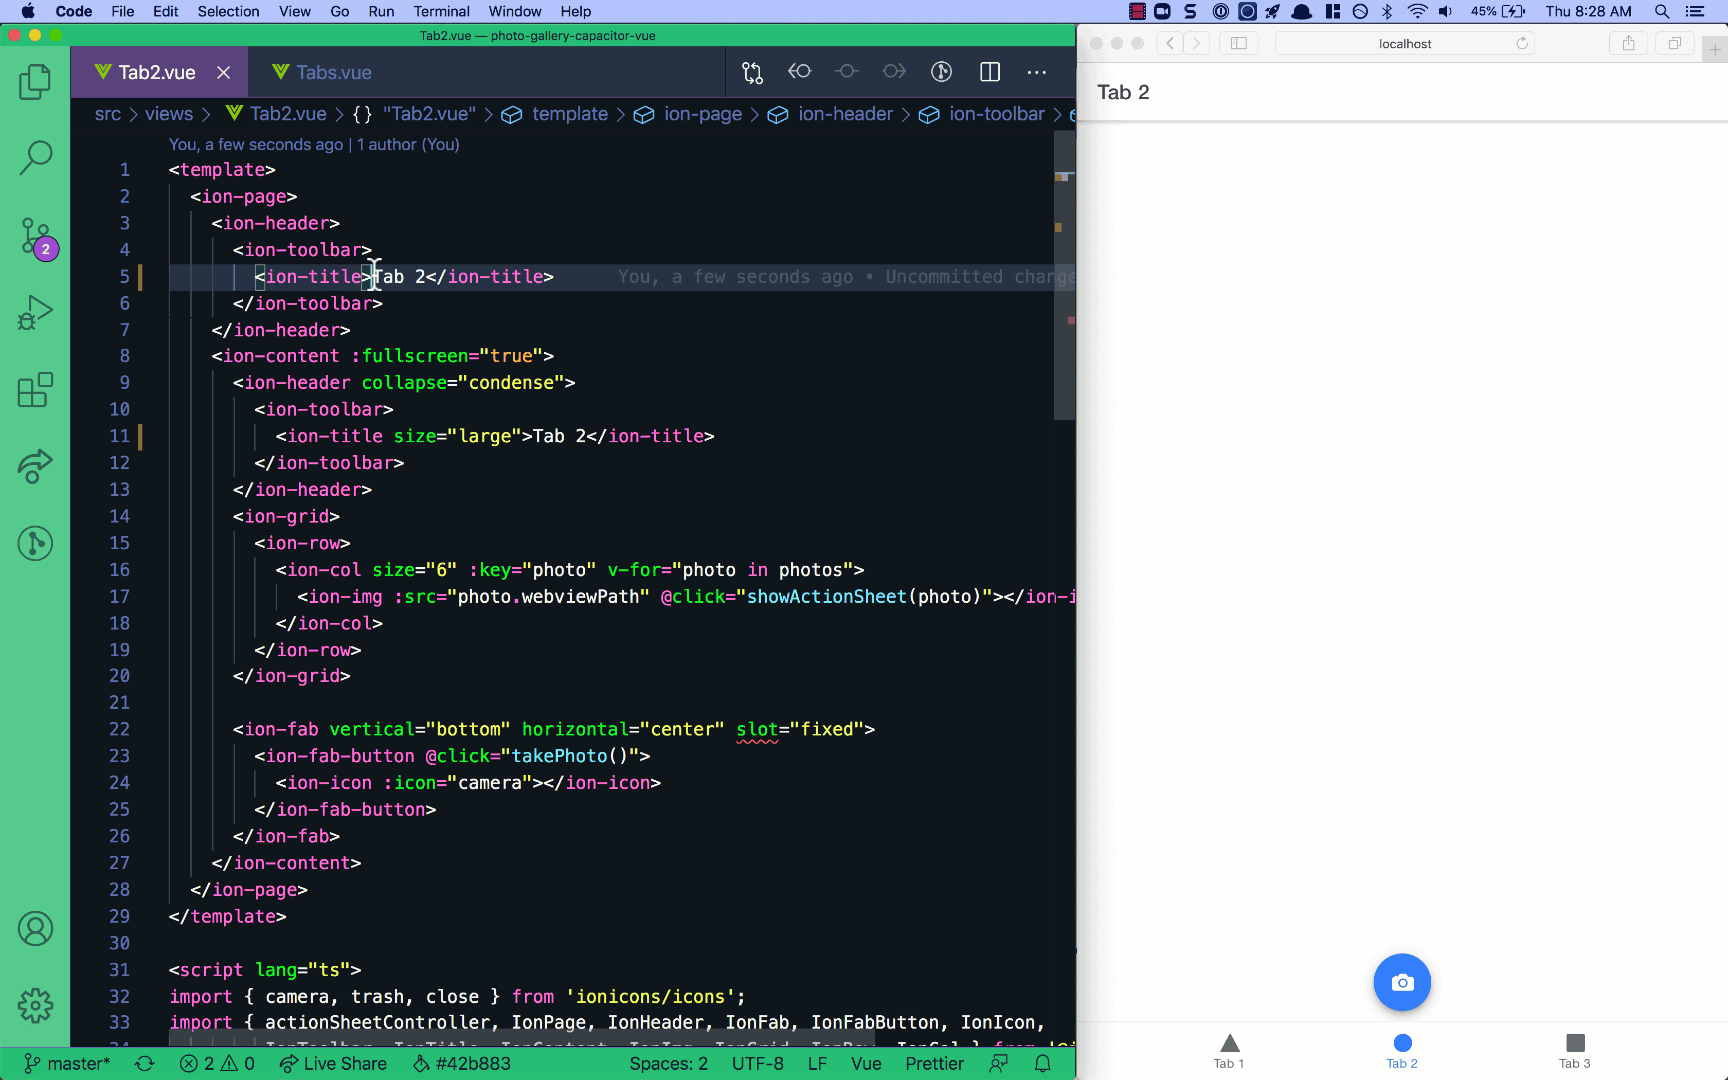 Code File Edit Selection View Go Run Terminal Window Help
45% Thu 8:28 AM
Tab2.vue — photo-gallery-capacitor-vue
localhost
Tab2.vue
Tabs.vue
Tab 2
src > views > Tab2.vue > {} "Tab2.vue" > template > ion-page > ion-header > ion-toolbar >
You, a few seconds ago | 1 author (You)
1 <template>
2 <ion-page>
3 <ion-header>
4 <ion-toolbar>
5 <ion-title>Tab 2</ion-title> You, a few seconds ago • Uncommitted change
6 </ion-toolbar>
7 </ion-header>
8 <ion-content :fullscreen="true">
9 <ion-header collapse="condense">
10 <ion-toolbar>
11 <ion-title size="large">Tab 2</ion-title>
12 </ion-toolbar>
13 </ion-header>
14 <ion-grid>
15 <ion-row>
16 <ion-col size="6" :key="photo" v-for="photo in photos">
17 <ion-img :src="photo.webviewPath" @click="showActionSheet(photo)"></ion-i
18 </ion-col>
19 </ion-row>
20 </ion-grid>
21
22 <ion-fab vertical="bottom" horizontal="center" slot="fixed">
23 <ion-fab-button @click="takePhoto()">
24 <ion-icon :icon="camera"></ion-icon>
25 </ion-fab-button>
26 </ion-fab>
27 </ion-content>
28 </ion-page>
29 </template>
30
31 <script lang="ts">
32 import { camera, trash, close } from 'ionicons/icons';
33 import { actionSheetController, IonPage, IonHeader, IonFab, IonFabButton, IonIcon,
2
master* 2 0 Live Share #42b883 Spaces: 2 UTF-8 LF Vue Prettier
Tab 1
Tab 2
Tab 3